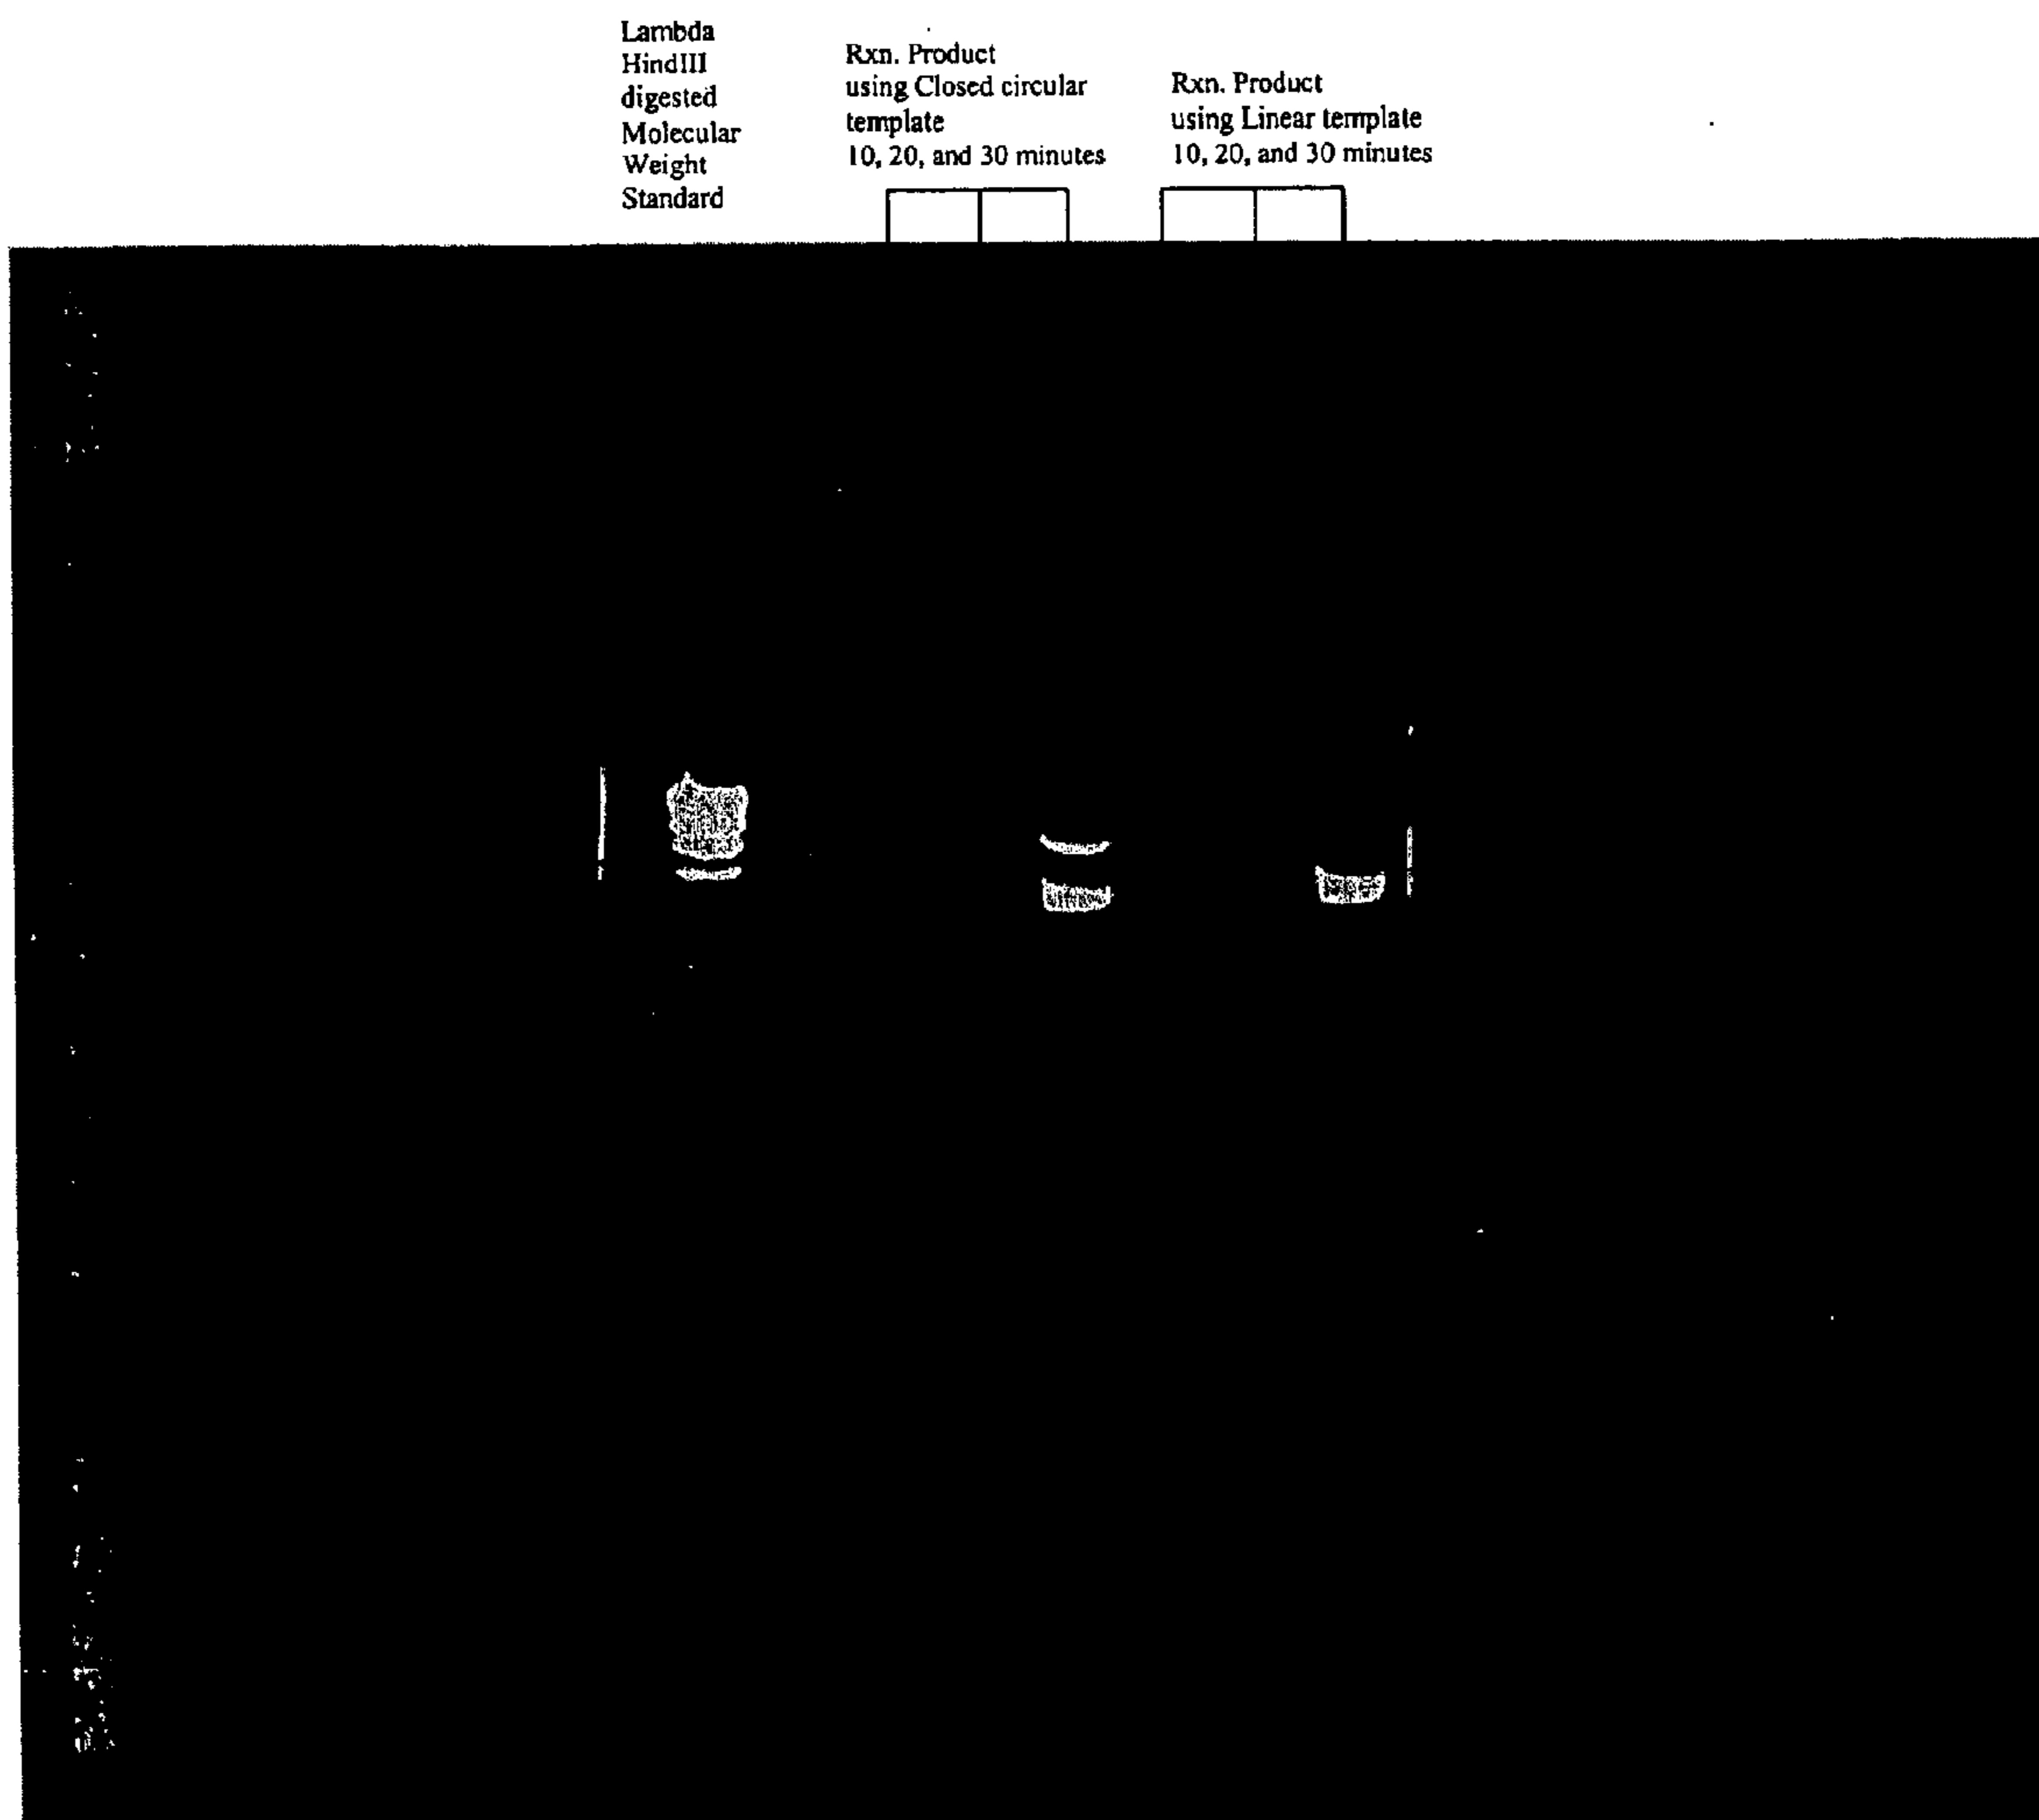 Lambda
HindIII
digested
Molecular
Weight
Standard
Rxn. Product
using Closed circular
template
10, 20, and 30 minutes
Rxn. Product
using Linear template
10, 20, and 30 minutes